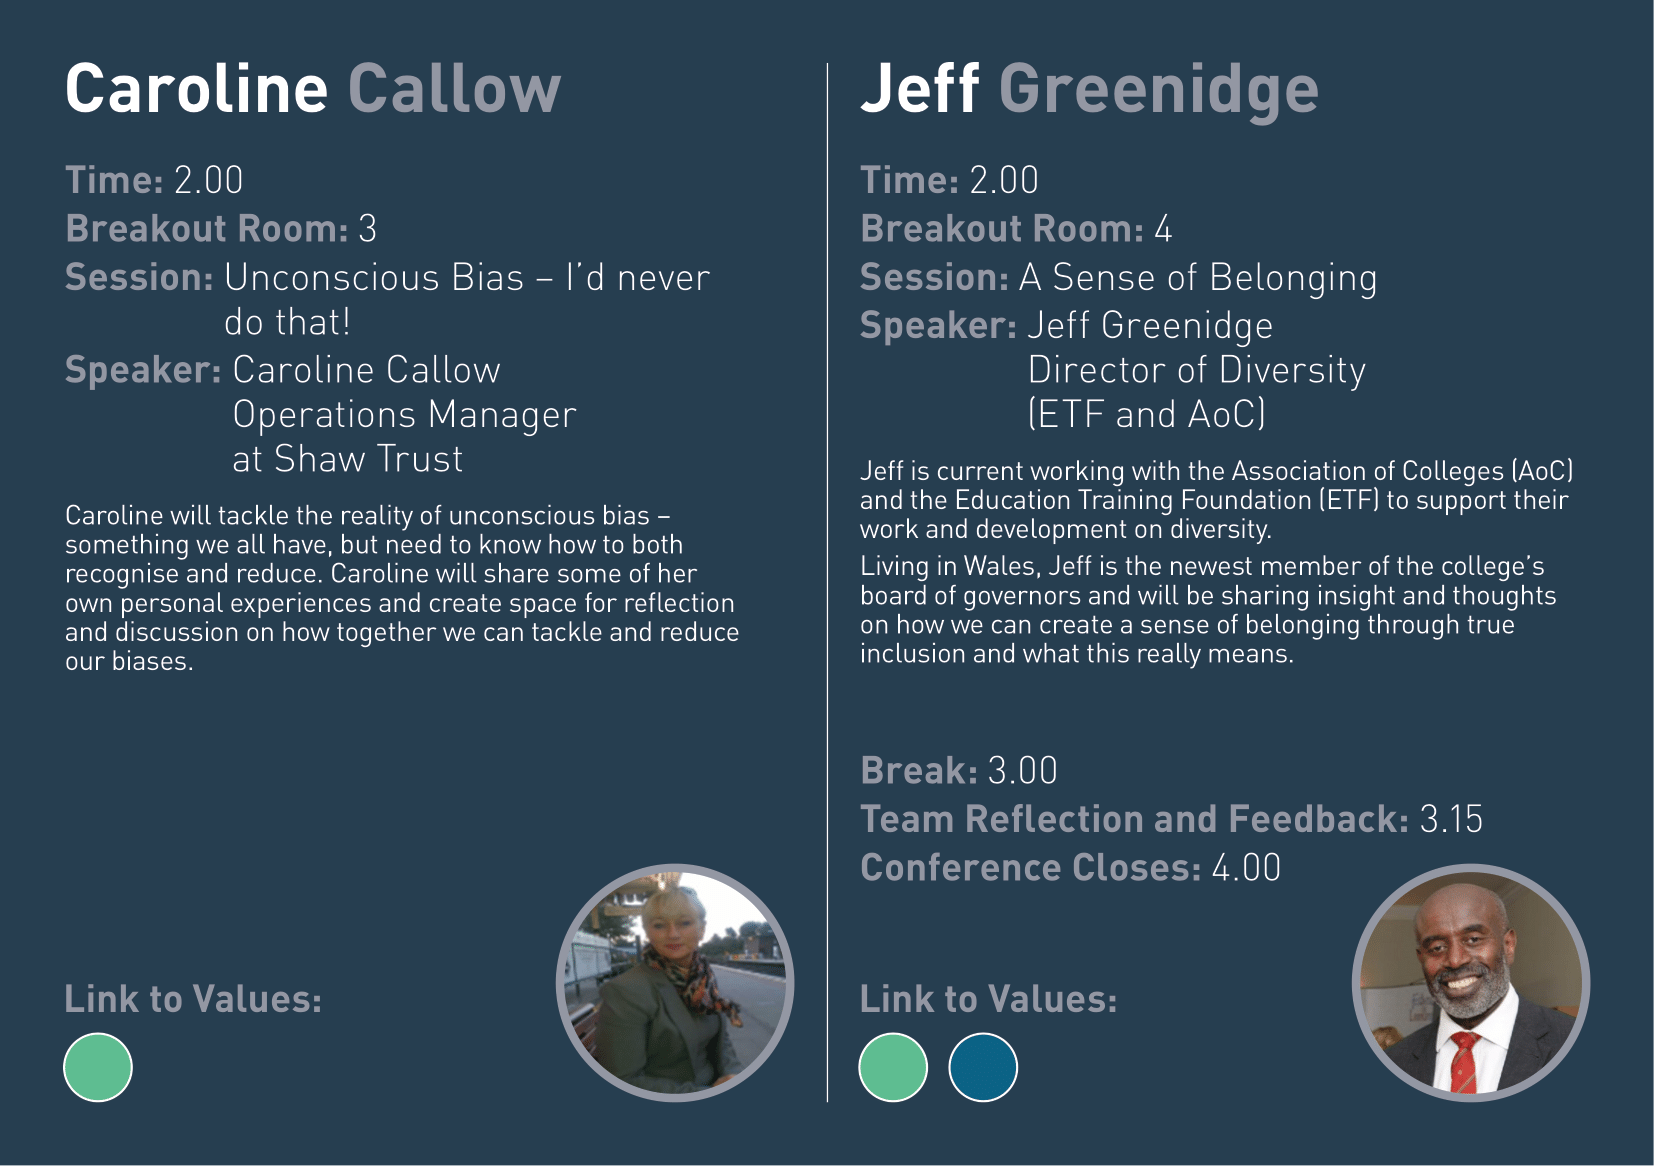 Caroline Callow
Time: 2.00
Breakout Room: 3
Session: Unconscious Bias – I’d never
do that!
Speaker: Caroline Callow
Operations Manager
at Shaw Trust
Caroline will tackle the reality of unconscious bias –
something we all have, but need to know how to both
recognise and reduce. Caroline will share some of her
own personal experiences and create space for reflection
and discussion on how together we can tackle and reduce
our biases.
Link to Values:
Jeff Greenidge
Time: 2.00
Breakout Room: 4
Session: A Sense of Belonging
Speaker: Jeff Greenidge
Director of Diversity
(ETF and AoC)
Jeff is current working with the Association of Colleges (AoC)
and the Education Training Foundation (ETF) to support their
work and development on diversity.
Living in Wales, Jeff is the newest member of the college’s
board of governors and will be sharing insight and thoughts
on how we can create a sense of belonging through true
inclusion and what this really means.
Break: 3.00
Team Reflection and Feedback: 3.15
Conference Closes: 4.00
Link to Values: